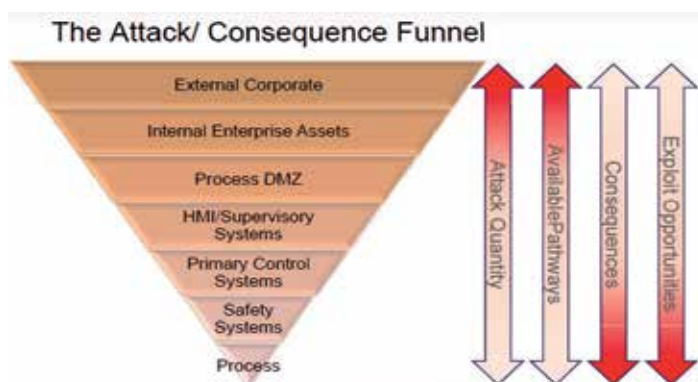 The Attack/ Consequence Funnel
External Corporate
Internal Enterprise Assets
Process DMZ
HMI/Supervisory
Systems
Primary Control
Systems
Safety
Systems
Process
Attack Quantity
AvailablePathways
Consequences
Exploit Opportunities